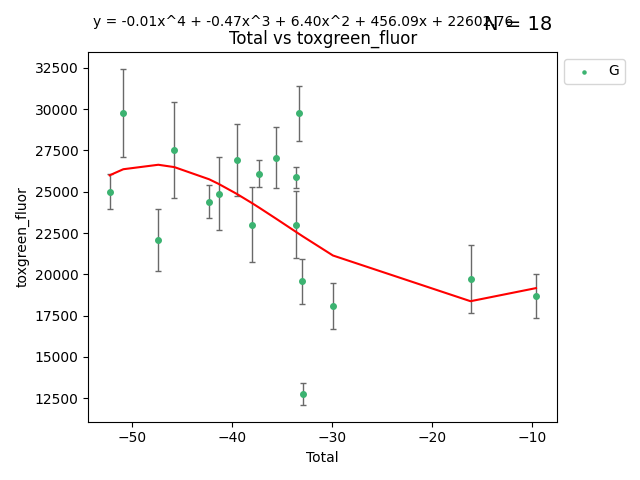 y = -0.01x^4 + -0.47x^3 + 6.40x^2 + 456.09x + 22602.76
N = 18
Total vs toxgreen_fluor
G
32500
30000
27500
25000
22500
20000
17500
15000
12500
toxgreen_fluor
−50 −40 −30 −20 −10
Total